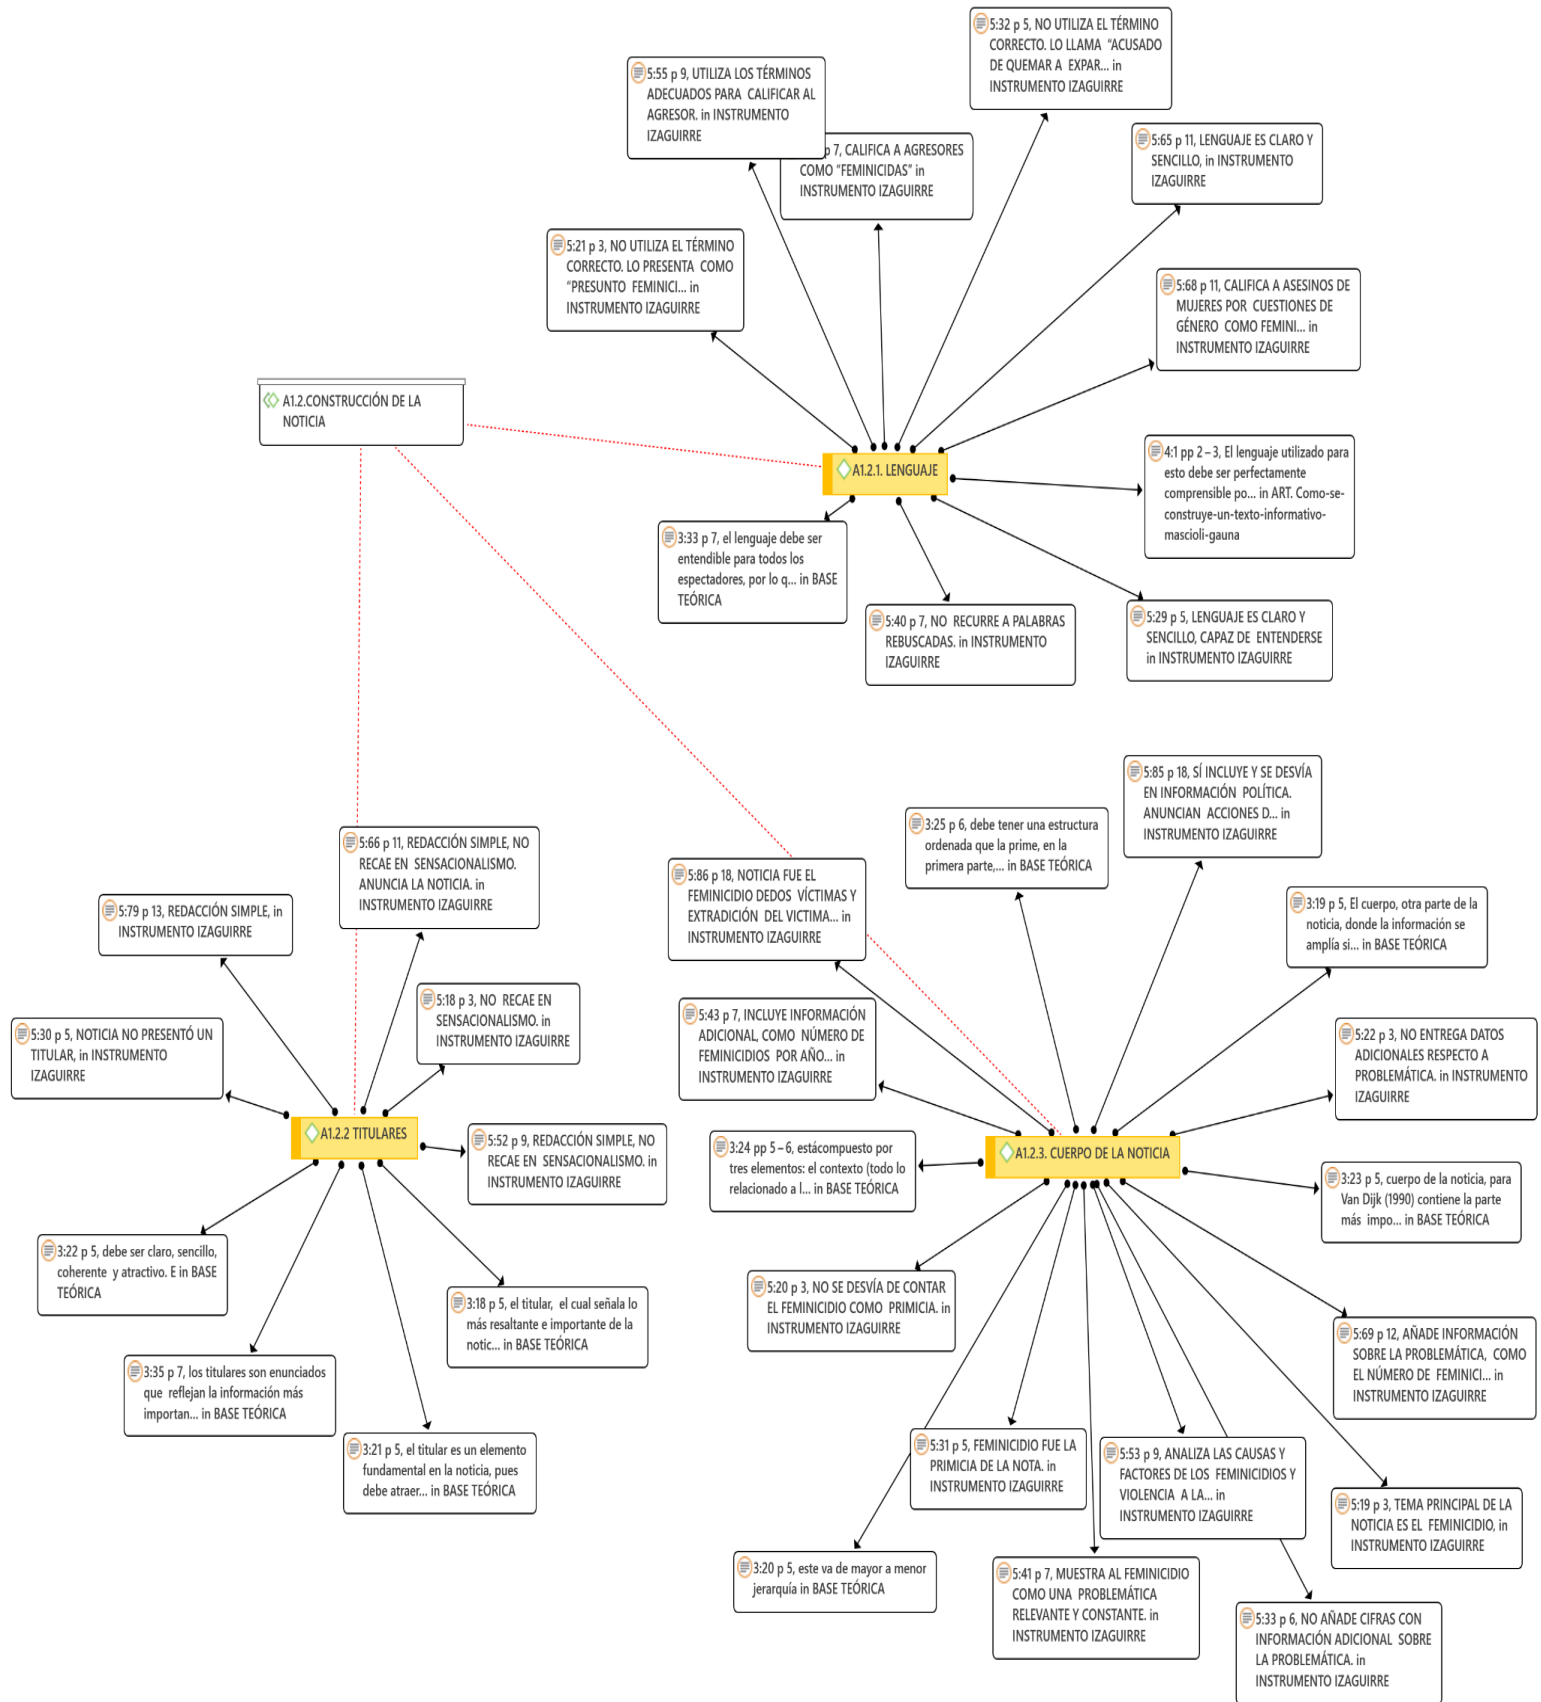 5:32 p 5, NO UTILIZA EL TÉRMINO
CORRECTO. LO LLAMA “ACUSADO
DE QUEMAR A EXPAR... in
INSTRUMENTO IZAGUIRRE
5:55 p 9, UTILIZA LOS TÉRMINOS
ADECUADOS PARA CALIFICAR AL
AGRESOR. in INSTRUMENTO
IZAGUIRRE
p 7, CALIFICA A AGRESORES
COMO “FEMINICIDAS” in
INSTRUMENTO IZAGUIRRE
5:65 p 11, LENGUAJE ES CLARO Y
SENCILLO, in INSTRUMENTO
IZAGUIRRE
5:21 p 3, NO UTILIZA EL TÉRMINO
CORRECTO. LO PRESENTA COMO
“PRESUNTO FEMINICI... in
INSTRUMENTO IZAGUIRRE
5:68 p 11, CALIFICA A ASESINOS DE
MUJERES POR CUESTIONES DE
GÉNERO COMO FEMINI... in
INSTRUMENTO IZAGUIRRE
A1.2.CONSTRUCCIÓN DE LA
NOTICIA
A1.2.1. LENGUAJE
4:1 pp 2 – 3, El lenguaje utilizado para
esto debe ser perfectamente
comprensible po... in ART. Como-se-
construye-un-texto-informativo-
mascioli-gauna
3:33 p 7, el lenguaje debe ser
entendible para todos los
espectadores, por lo q... in BASE
TEÓRICA
5:40 p 7, NO RECURRE A PALABRAS
REBUSCADAS. in INSTRUMENTO
IZAGUIRRE
5:29 p 5, LENGUAJE ES CLARO Y
SENCILLO, CAPAZ DE ENTENDERSE
in INSTRUMENTO IZAGUIRRE
5:85 p 18, SÍ INCLUYE Y SE DESVÍA
EN INFORMACIÓN POLÍTICA.
ANUNCIAN ACCIONES D... in
INSTRUMENTO IZAGUIRRE
3:25 p 6, debe tener una estructura
ordenada que la prime, en la
primera parte,... in BASE TEÓRICA
5:66 p 11, REDACCIÓN SIMPLE, NO
RECAE EN SENSACIONALISMO.
ANUNCIA LA NOTICIA. in
INSTRUMENTO IZAGUIRRE
5:86 p 18, NOTICIA FUE EL
FEMINICIDIO DEDOS VÍCTIMAS Y
EXTRADICIÓN DEL VICTIMA... in
INSTRUMENTO IZAGUIRRE
5:79 p 13, REDACCIÓN SIMPLE, in
INSTRUMENTO IZAGUIRRE
3:19 p 5, El cuerpo, otra parte de la
noticia, donde la información se
amplía si... in BASE TEÓRICA
5:18 p 3, NO RECAE EN
SENSACIONALISMO. in
INSTRUMENTO IZAGUIRRE
5:43 p 7, INCLUYE INFORMACIÓN
ADICIONAL, COMO NÚMERO DE
FEMINICIDIOS POR AÑO... in
INSTRUMENTO IZAGUIRRE
5:30 p 5, NOTICIA NO PRESENTÓ UN
TITULAR, in INSTRUMENTO
IZAGUIRRE
5:22 p 3, NO ENTREGA DATOS
ADICIONALES RESPECTO A
PROBLEMÁTICA. in INSTRUMENTO
IZAGUIRRE
A1.2.2 TITULARES
5:52 p 9, REDACCIÓN SIMPLE, NO
RECAE EN SENSACIONALISMO. in
INSTRUMENTO IZAGUIRRE
3:24 pp 5 – 6, estácompuesto por
tres elementos: el contexto (todo lo
relacionado a l... in BASE TEÓRICA
A1.2.3. CUERPO DE LA NOTICIA
3:23 p 5, cuerpo de la noticia, para
Van Dijk (1990) contiene la parte
más impo... in BASE TEÓRICA
3:22 p 5, debe ser claro, sencillo,
coherente y atractivo. E in BASE
TEÓRICA
5:20 p 3, NO SE DESVÍA DE CONTAR
EL FEMINICIDIO COMO PRIMICIA. in
INSTRUMENTO IZAGUIRRE
3:18 p 5, el titular, el cual señala lo
más resaltante e importante de la
notic... in BASE TEÓRICA
5:69 p 12, AÑADE INFORMACIÓN
SOBRE LA PROBLEMÁTICA, COMO
EL NÚMERO DE FEMINICI... in
INSTRUMENTO IZAGUIRRE
3:35 p 7, los titulares son enunciados
que reflejan la información más
importan... in BASE TEÓRICA
3:21 p 5, el titular es un elemento
fundamental en la noticia, pues
debe atraer... in BASE TEÓRICA
5:31 p 5, FEMINICIDIO FUE LA
PRIMICIA DE LA NOTA. in
INSTRUMENTO IZAGUIRRE
5:53 p 9, ANALIZA LAS CAUSAS Y
FACTORES DE LOS FEMINICIDIOS Y
VIOLENCIA A LA... in
INSTRUMENTO IZAGUIRRE
5:19 p 3, TEMA PRINCIPAL DE LA
NOTICIA ES EL FEMINICIDIO, in
INSTRUMENTO IZAGUIRRE
3:20 p 5, este va de mayor a menor
jerarquía in BASE TEÓRICA
5:41 p 7, MUESTRA AL FEMINICIDIO
COMO UNA PROBLEMÁTICA
RELEVANTE Y CONSTANTE. in
INSTRUMENTO IZAGUIRRE
5:33 p 6, NO AÑADE CIFRAS CON
INFORMACIÓN ADICIONAL SOBRE
LA PROBLEMÁTICA. in
INSTRUMENTO IZAGUIRRE